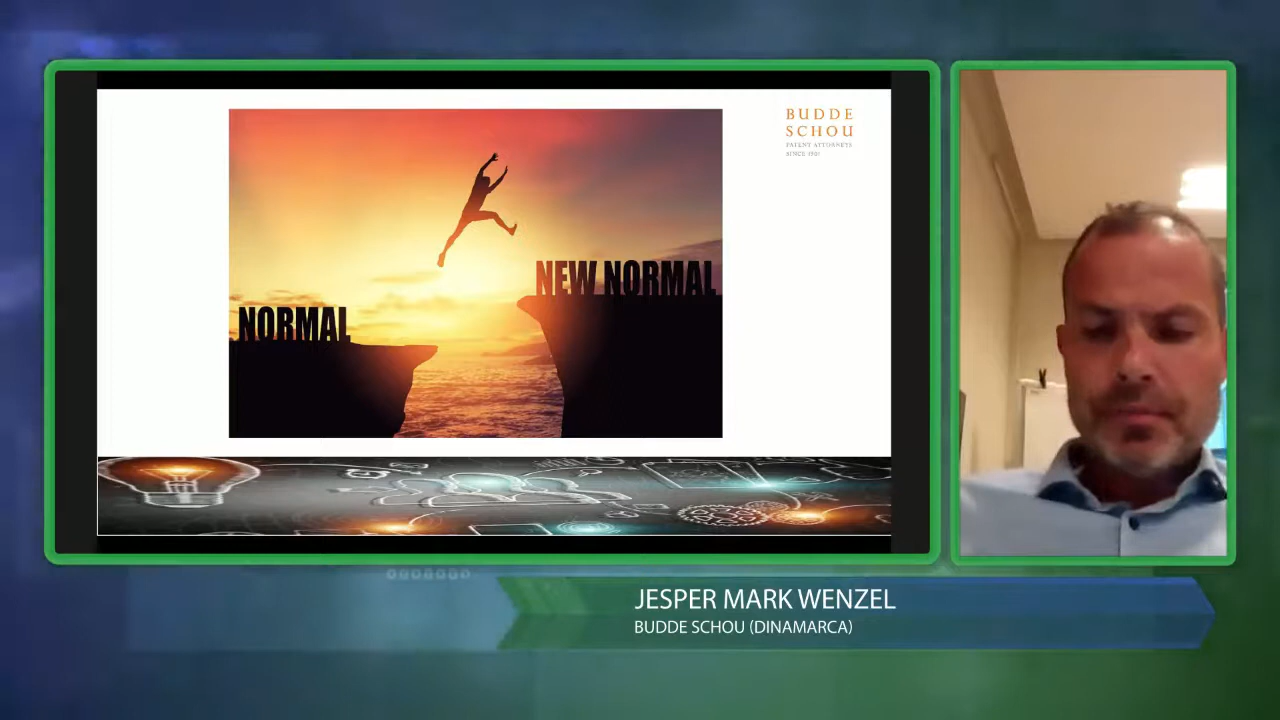 BUDDE
SCHOU
PATENT ATTORNEYS
NEW NORMAL
NORMAL
JESPER MARK WENZEL
BUDDE SCHOU (DINAMARCA)